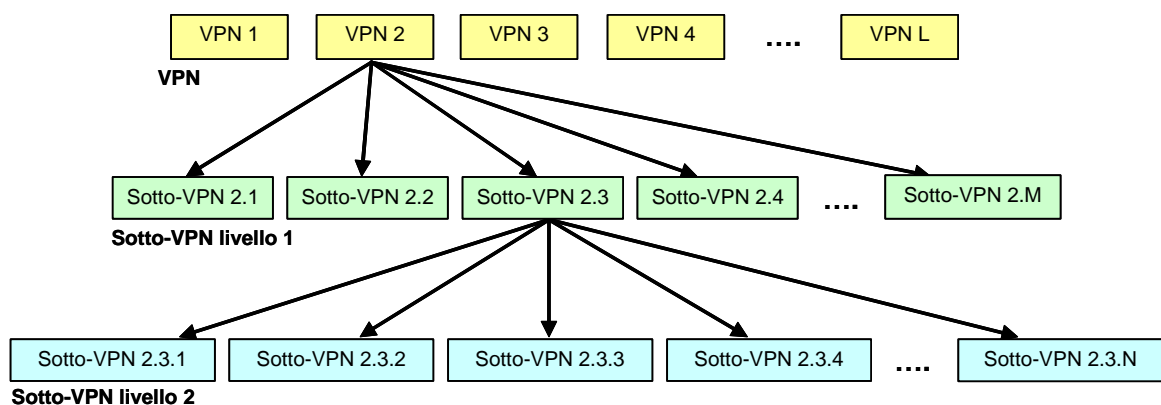 VPN 1 VPN 2 VPN 3 VPN 4 .... VPN L
VPN
Sotto-VPN 2.1 Sotto-VPN 2.2 Sotto-VPN 2.3 Sotto-VPN 2.4 .... Sotto-VPN 2.M
Sotto-VPN livello 1
Sotto-VPN 2.3.1 Sotto-VPN 2.3.2 Sotto-VPN 2.3.3 Sotto-VPN 2.3.4 .... Sotto-VPN 2.3.N
Sotto-VPN livello 2